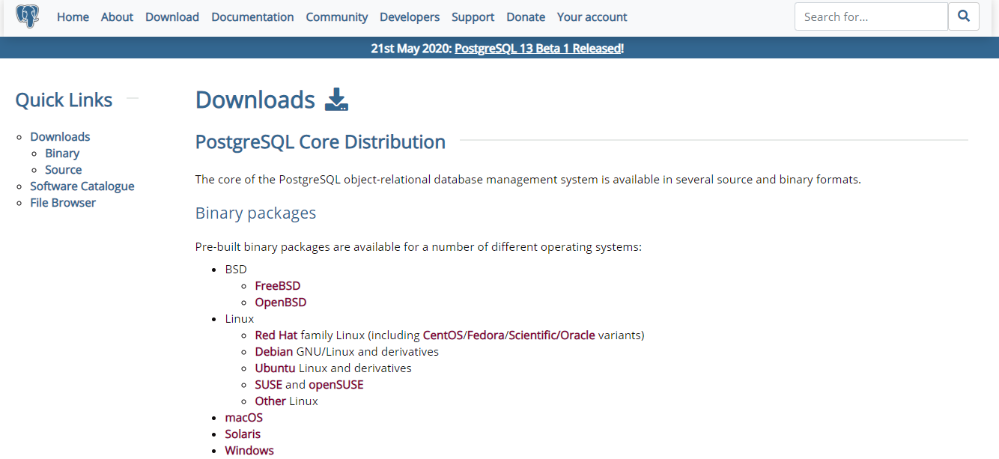 Home About Download Documentation Community Developers Support Donate Your account Search for...
21st May 2020: PostgreSQL 13 Beta 1 Released!
Quick Links
Downloads
Binary
Source
Software Catalogue
File Browser
Downloads
PostgreSQL Core Distribution
The core of the PostgreSQL object-relational database management system is available in several source and binary formats.
Binary packages
Pre-built binary packages are available for a number of different operating systems:
BSD
FreeBSD
OpenBSD
Linux
Red Hat family Linux (including CentOS/Fedora/Scientific/Oracle variants)
Debian GNU/Linux and derivatives
Ubuntu Linux and derivatives
SUSE and openSUSE
Other Linux
macOS
Solaris
Windows